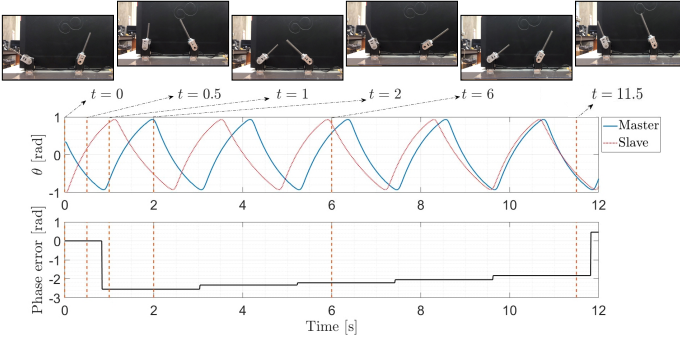 t = 0
t = 0.5
t = 1
t = 2
t = 6
t = 11.5
1
0
-1
θ [rad]
0
2
4
6
8
10
12
Master
Slave
1
0
-1
-2
-3
Phase error [rad]
0
2
4
6
8
10
12
Time [s]